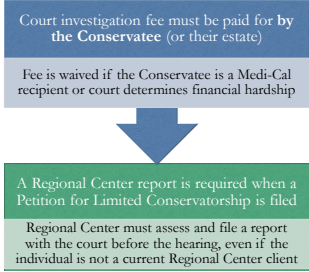 Court investigation fee must be paid for by
the Conservatee (or their estate)
Fee is waived if the Conservatee is a Medi-Cal
recipient or court determines financial hardship
A Regional Center report is required when a
Petition for Limited Conservatorship is filed
Regional Center must assess and file a report
with the court before the hearing, even if the
individual is not a current Regional Center client